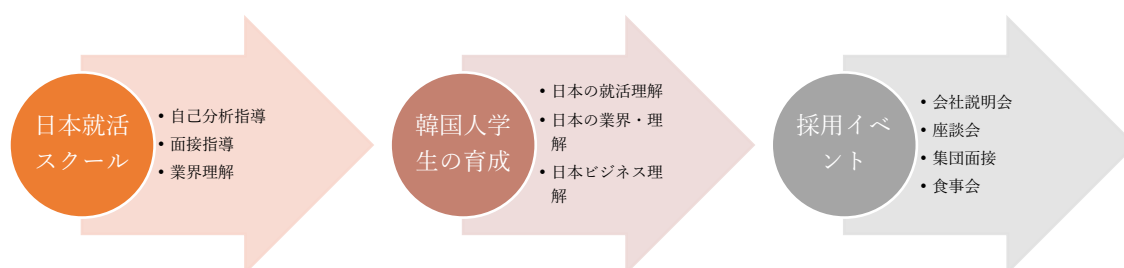 日本就活
スクール
• 自己分析指導
• 面接指導
• 業界理解
韓国人学
生の育成
• 日本の就活理解
• 日本の業界・理
解
• 日本ビジネス理
解
採用イベ
ント
• 会社説明会
• 座談会
• 集団面接
• 食事会